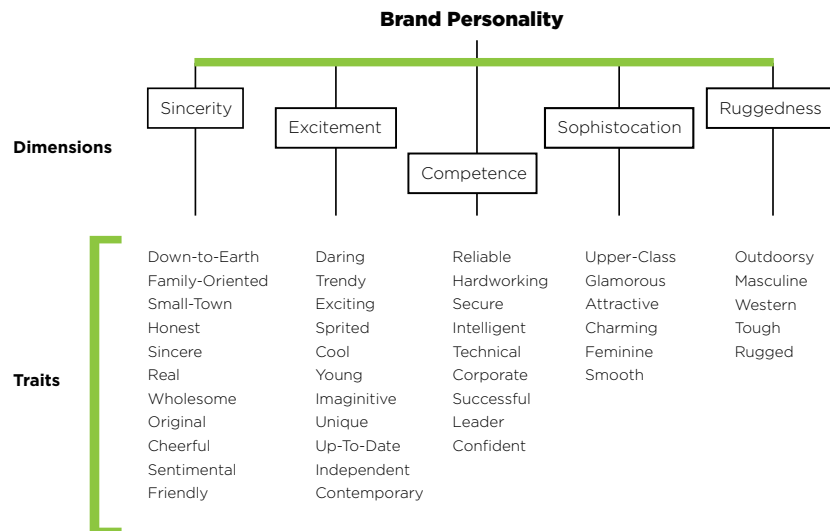 Brand Personality
Dimensions
Sincerity
Excitement
Competence
Sophistocation
Ruggedness
Traits
Down-to-Earth
Family-Oriented
Small-Town
Honest
Sincere
Real
Wholesome
Original
Cheerful
Sentimental
Friendly
Daring
Trendy
Exciting
Sprited
Cool
Young
Imaginitive
Unique
Up-To-Date
Independent
Contemporary
Reliable
Hardworking
Secure
Intelligent
Technical
Corporate
Successful
Leader
Confident
Upper-Class
Glamorous
Attractive
Charming
Feminine
Smooth
Outdoorsy
Masculine
Western
Tough
Rugged